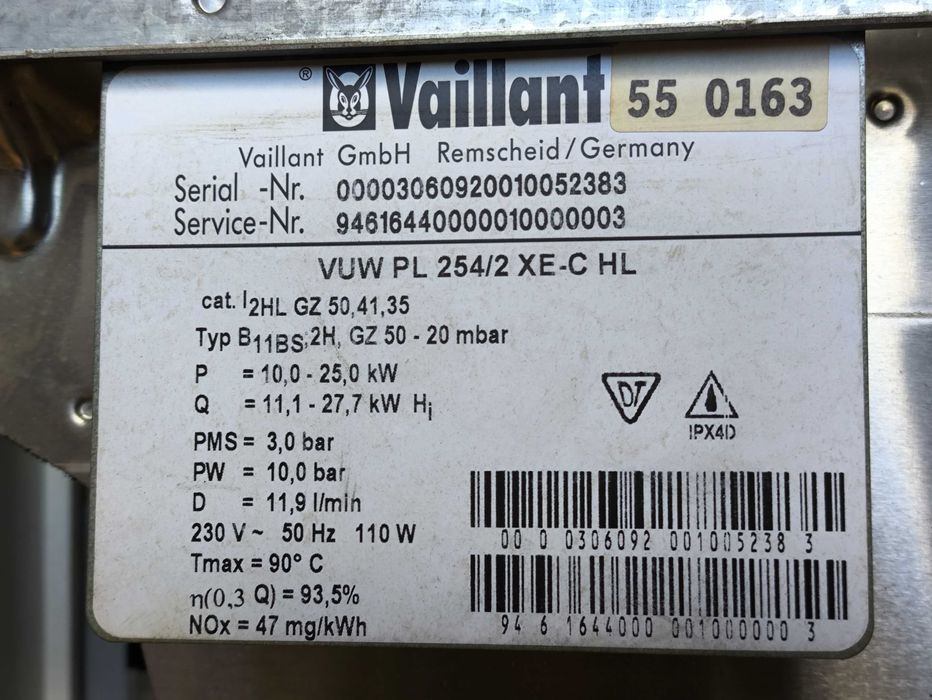 ® Vaillant 55 0163
Vaillant GmbH Remscheid/Germany
Serial -Nr. 00003060920010052383
Service-Nr. 94616440000010000003
VUW PL 254/2 XE-C HL
cat. I2HL GZ 50,41,35
Typ B11BS;2H, GZ 50 - 20 mbar
P = 10,0 - 25,0 kW
Q = 11,1 - 27,7 kW Hi
DT
IPX4D
PMS = 3,0 bar
PW = 10,0 bar
D = 11,9 l/min
230 V ~ 50 Hz 110 W
Tmax = 90° C
η(0,3 Q) = 93,5%
NOx = 47 mg/kWh
00 0 0306092 001005238 3
94 6 1644000 001000000 3